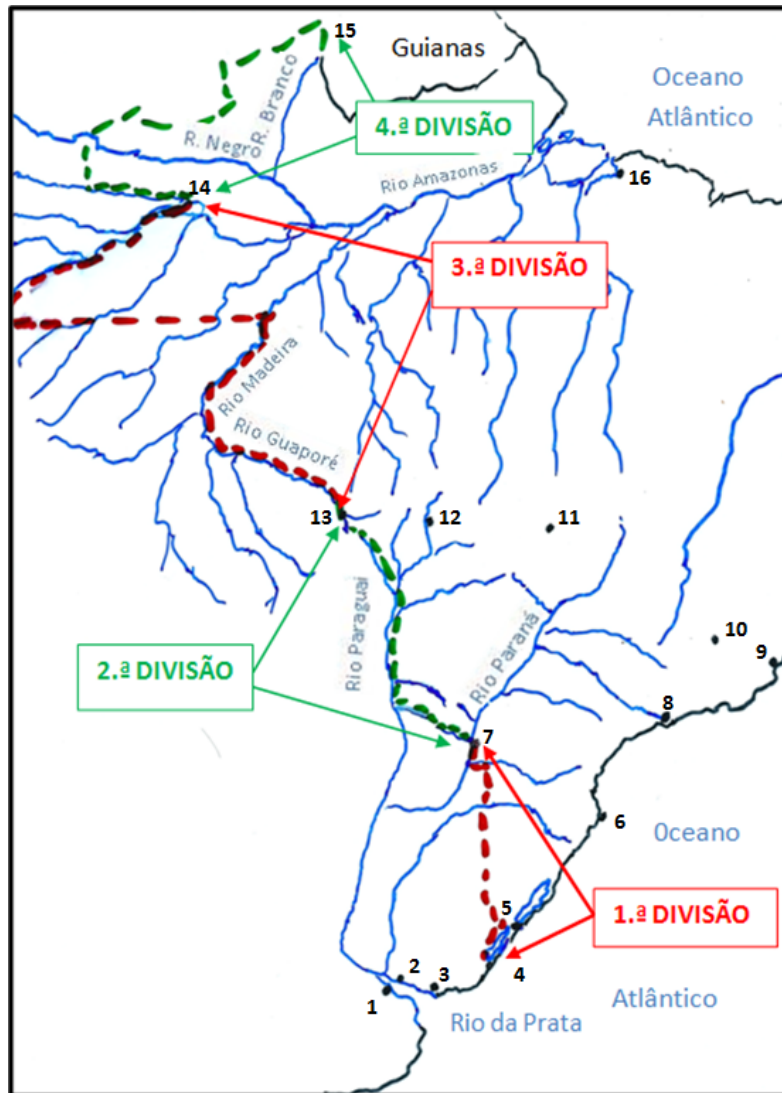 15
Guianas
Oceano
Atlântico
R. Branco
R. Negro
4.ª DIVISÃO
14
Rio Amazonas
16
3.ª DIVISÃO
Rio Madeira
Rio Guaporé
13
12
11
Rio Paraguai
Rio Paraná
10
9
2.ª DIVISÃO
8
7
6
0ceano
5
1.ª DIVISÃO
4
2
3
1
Atlântico
Rio da Prata